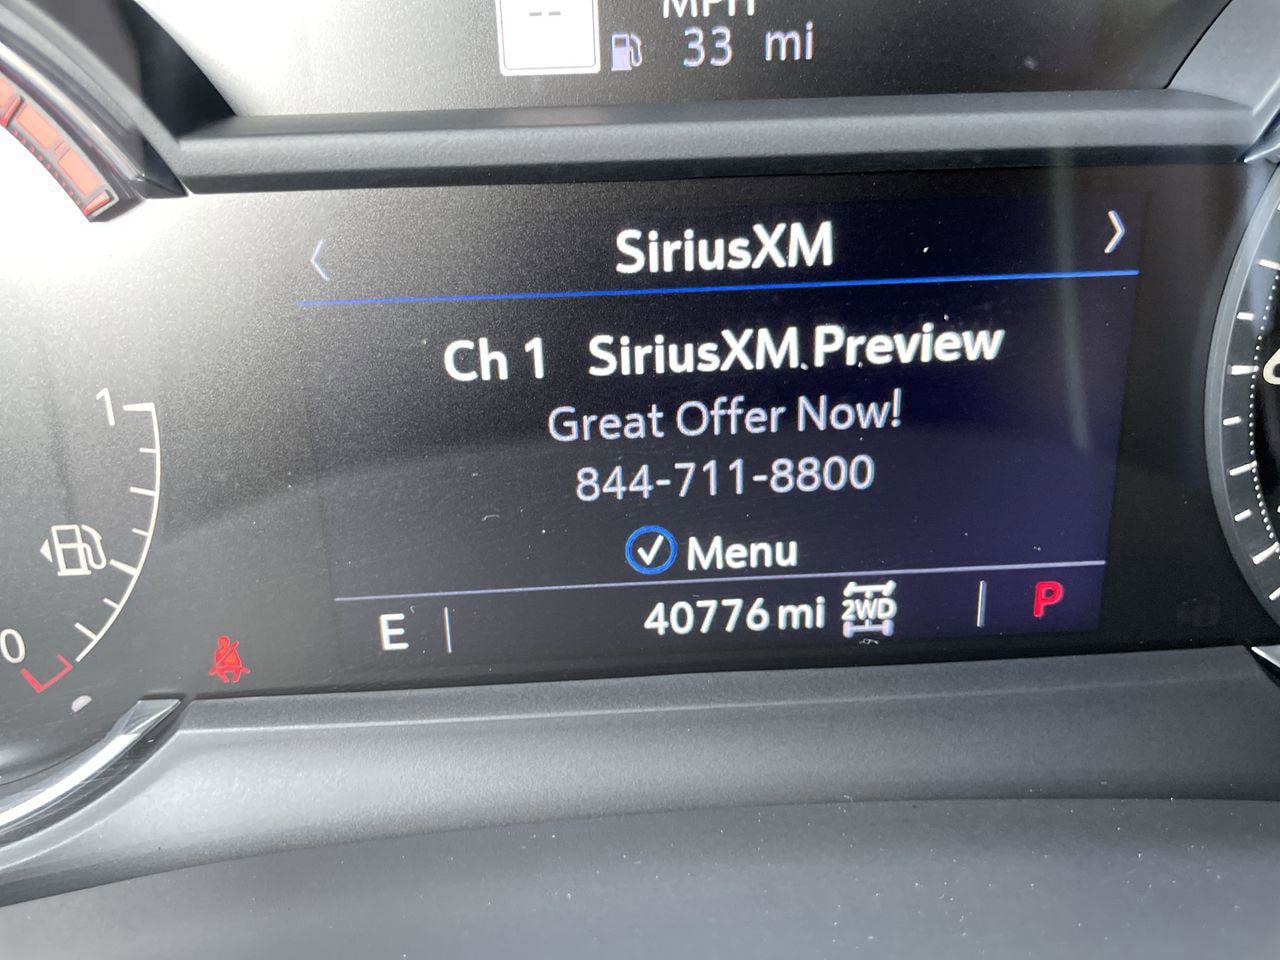 --
MPH
33 mi
SiriusXM
Ch 1 SiriusXM Preview
Great Offer Now!
844-711-8800
Menu
E
40776 mi
2WD
P
1
0